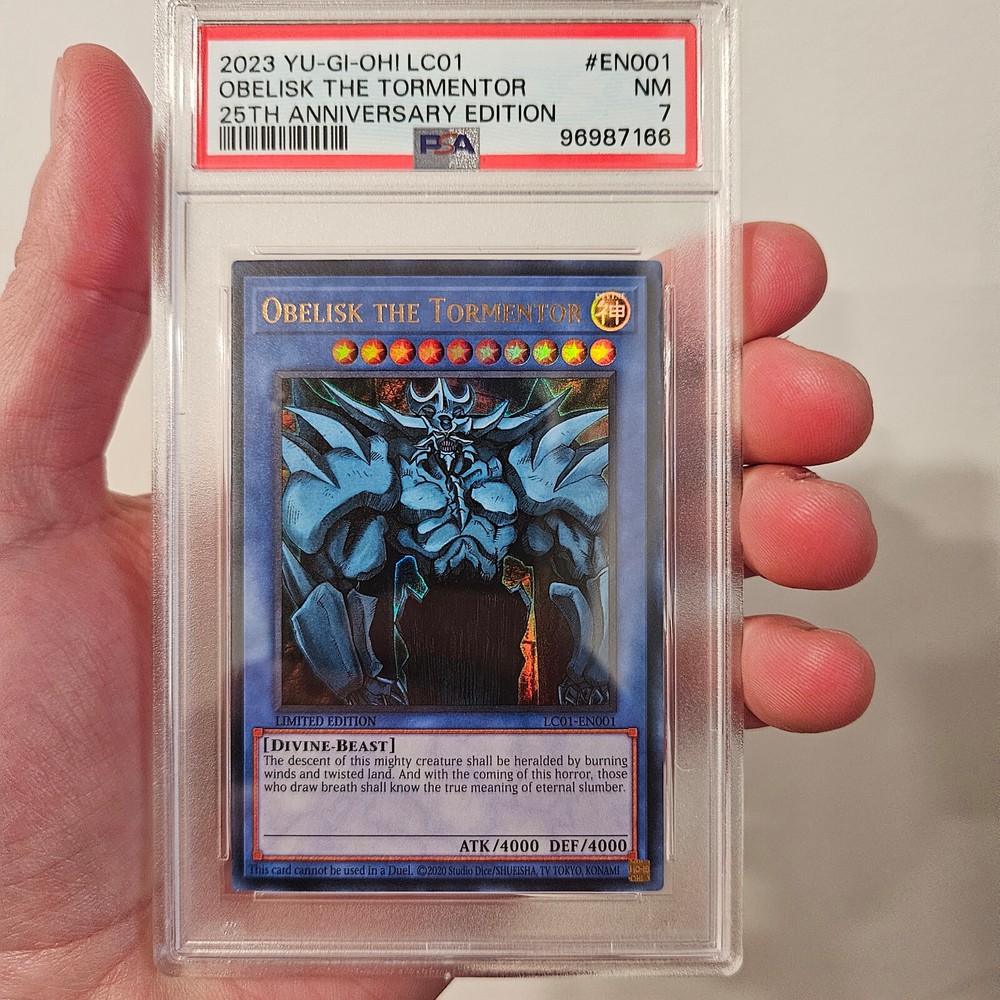 2023 YU-GI-OH! LC01 #EN001
OBELISK THE TORMENTOR NM
25TH ANNIVERSARY EDITION 7
PSA 96987166
OBELISK THE TORMENTOR 神
LIMITED EDITION LC01-EN001
[DIVINE-BEAST]
The descent of this mighty creature shall be heralded by burning
winds and twisted land. And with the coming of this horror, those
who draw breath shall know the true meaning of eternal slumber.
ATK/4000 DEF/4000
This card cannot be used in a Duel. ©2020 Studio Dice/SHUEISHA, TV TOKYO, KONAMI